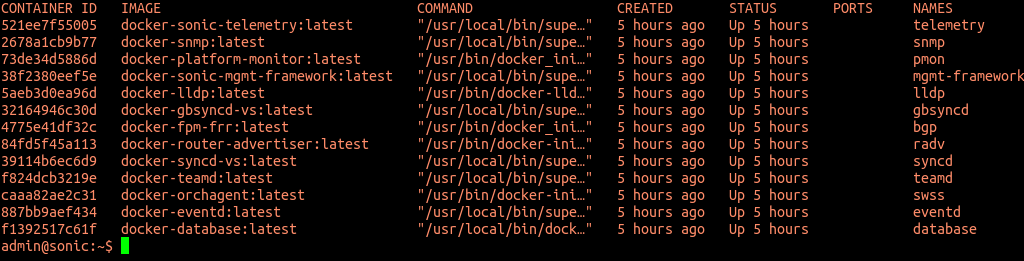 CONTAINER ID   IMAGE                                COMMAND                  CREATED       STATUS       PORTS     NAMES
521ee7f55005   docker-sonic-telemetry:latest        "/usr/local/bin/supe…"   5 hours ago   Up 5 hours             telemetry
2678a1cb9b77   docker-snmp:latest                   "/usr/local/bin/supe…"   5 hours ago   Up 5 hours             snmp
73de34d5886d   docker-platform-monitor:latest       "/usr/bin/docker_ini…"   5 hours ago   Up 5 hours             pmon
38f2380eef5e   docker-sonic-mgmt-framework:latest   "/usr/local/bin/supe…"   5 hours ago   Up 5 hours             mgmt-framework
5aeb3d0ea96d   docker-lldp:latest                   "/usr/bin/docker-lld…"   5 hours ago   Up 5 hours             lldp
32164946c30d   docker-gbsyncd-vs:latest             "/usr/local/bin/supe…"   5 hours ago   Up 5 hours             gbsyncd
4775e41df32c   docker-fpm-frr:latest                "/usr/bin/docker_ini…"   5 hours ago   Up 5 hours             bgp
84fd5f45a113   docker-router-advertiser:latest      "/usr/bin/docker-ini…"   5 hours ago   Up 5 hours             radv
39114b6ec6d9   docker-syncd-vs:latest               "/usr/local/bin/supe…"   5 hours ago   Up 5 hours             syncd
f824dcb3219e   docker-teamd:latest                  "/usr/local/bin/supe…"   5 hours ago   Up 5 hours             teamd
caaa82ae2c31   docker-orchagent:latest              "/usr/bin/docker-ini…"   5 hours ago   Up 5 hours             swss
887bb9aef434   docker-eventd:latest                 "/usr/local/bin/supe…"   5 hours ago   Up 5 hours             eventd
f1392517c61f   docker-database:latest               "/usr/local/bin/dock…"   5 hours ago   Up 5 hours             database
admin@sonic:~$